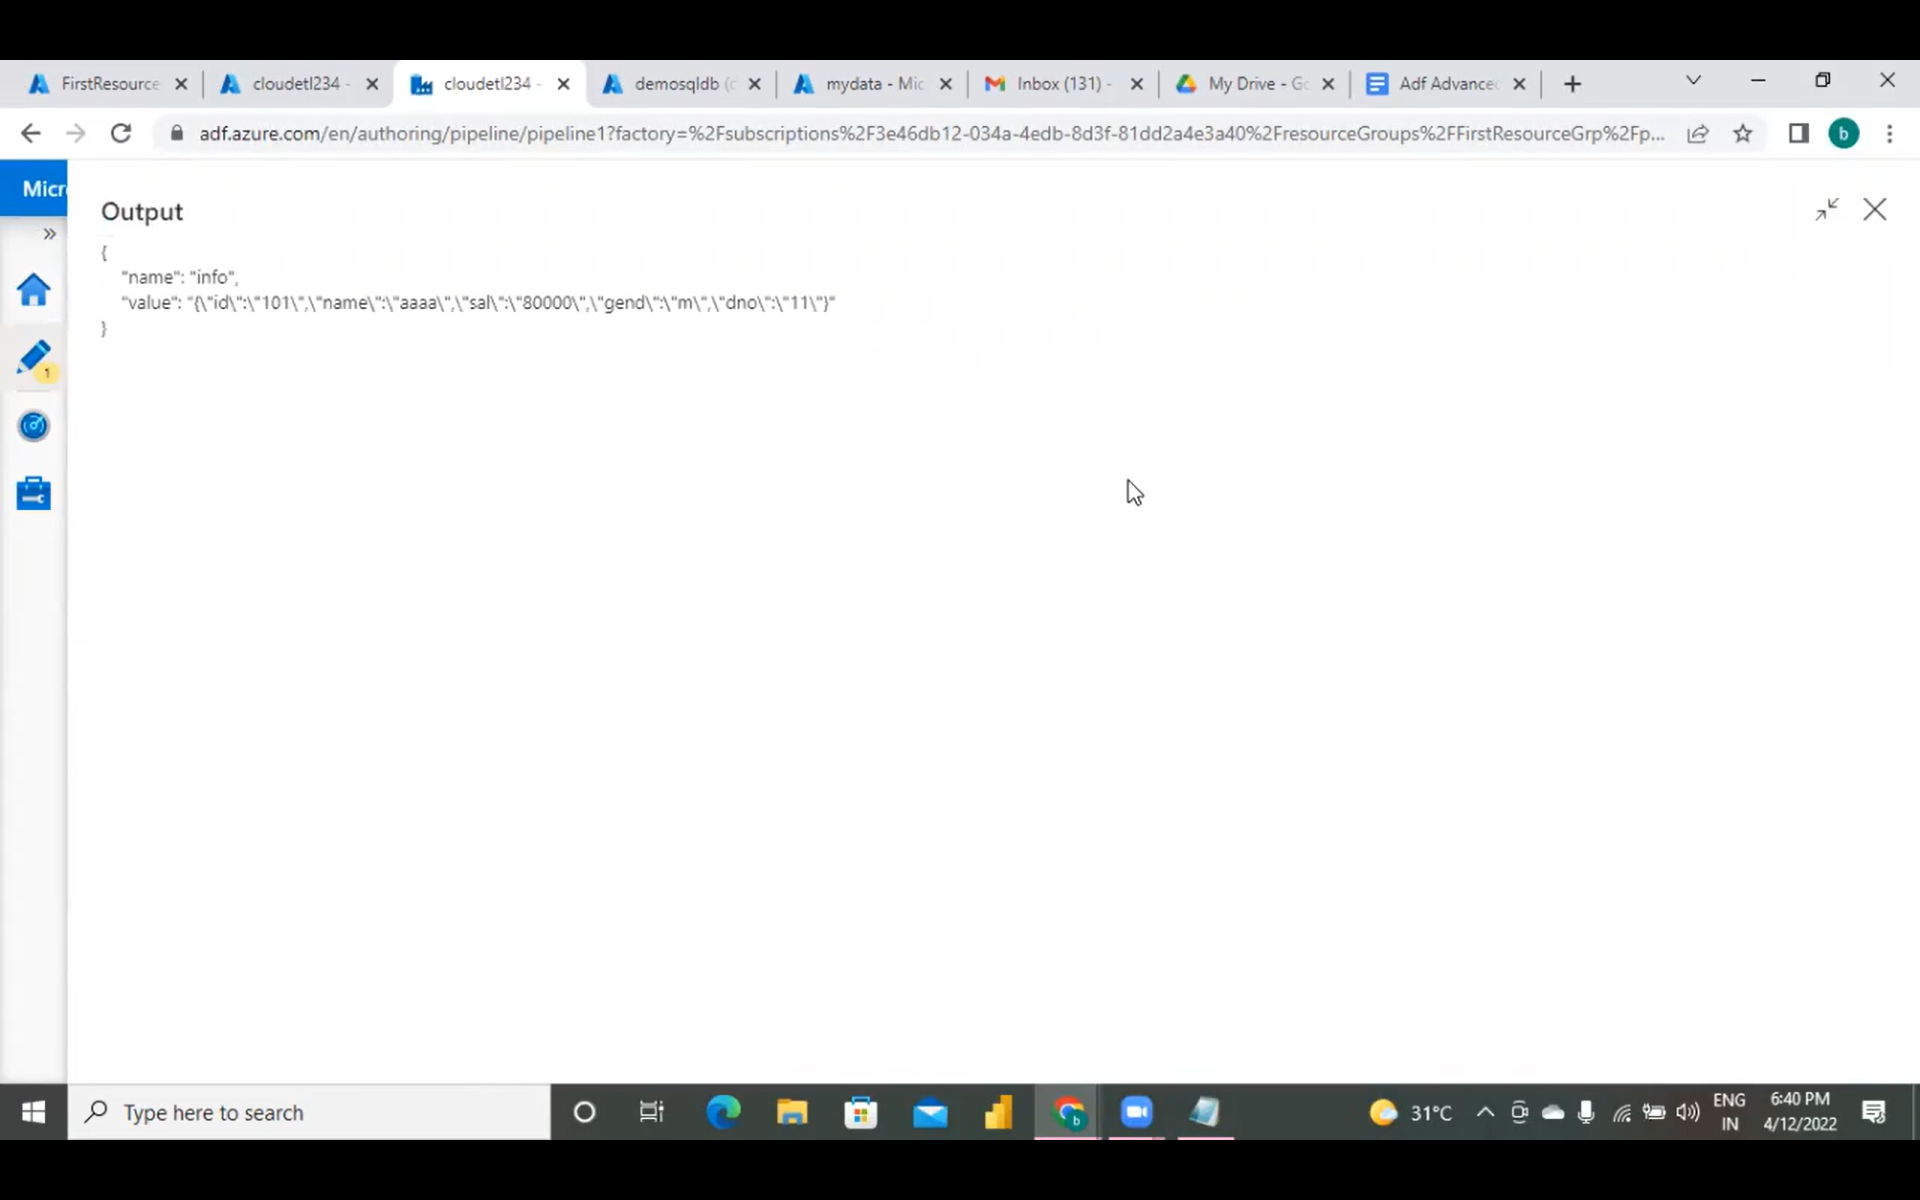 FirstResource
cloudetl234 -
cloudetl234 -
demosqldb (
mydata - Mic
Inbox (131) -
My Drive - Go
Adf Advance
adf.azure.com/en/authoring/pipeline/pipeline1?factory=%2Fsubscriptions%2F3e46db12-034a-4edb-8d3f-81dd2a4e3a40%2FresourceGroups%2FFirstResourceGrp%2Fp...
b
Micr
Output
{
"name": "info",
"value": "{\"id\":\"101\",\"name\":\"aaaa\",\"sal\":\"80000\",\"gend\":\"m\",\"dno\":\"11\"}"
}
1
Type here to search
b
31°C
ENG
IN
6:40 PM
4/12/2022